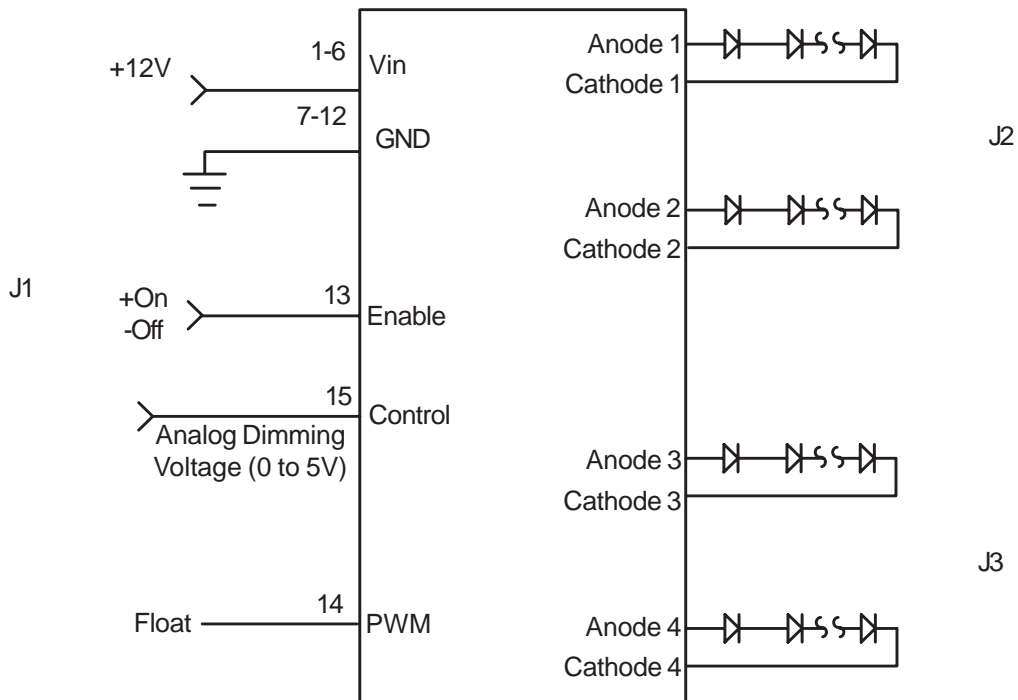 +12V
1-6
Vin
7-12
GND
J1
+On
-Off
13
Enable
15
Control
Analog Dimming
Voltage (0 to 5V)
Float
14
PWM
Anode 1
Cathode 1
J2
Anode 2
Cathode 2
Anode 3
Cathode 3
J3
Anode 4
Cathode 4